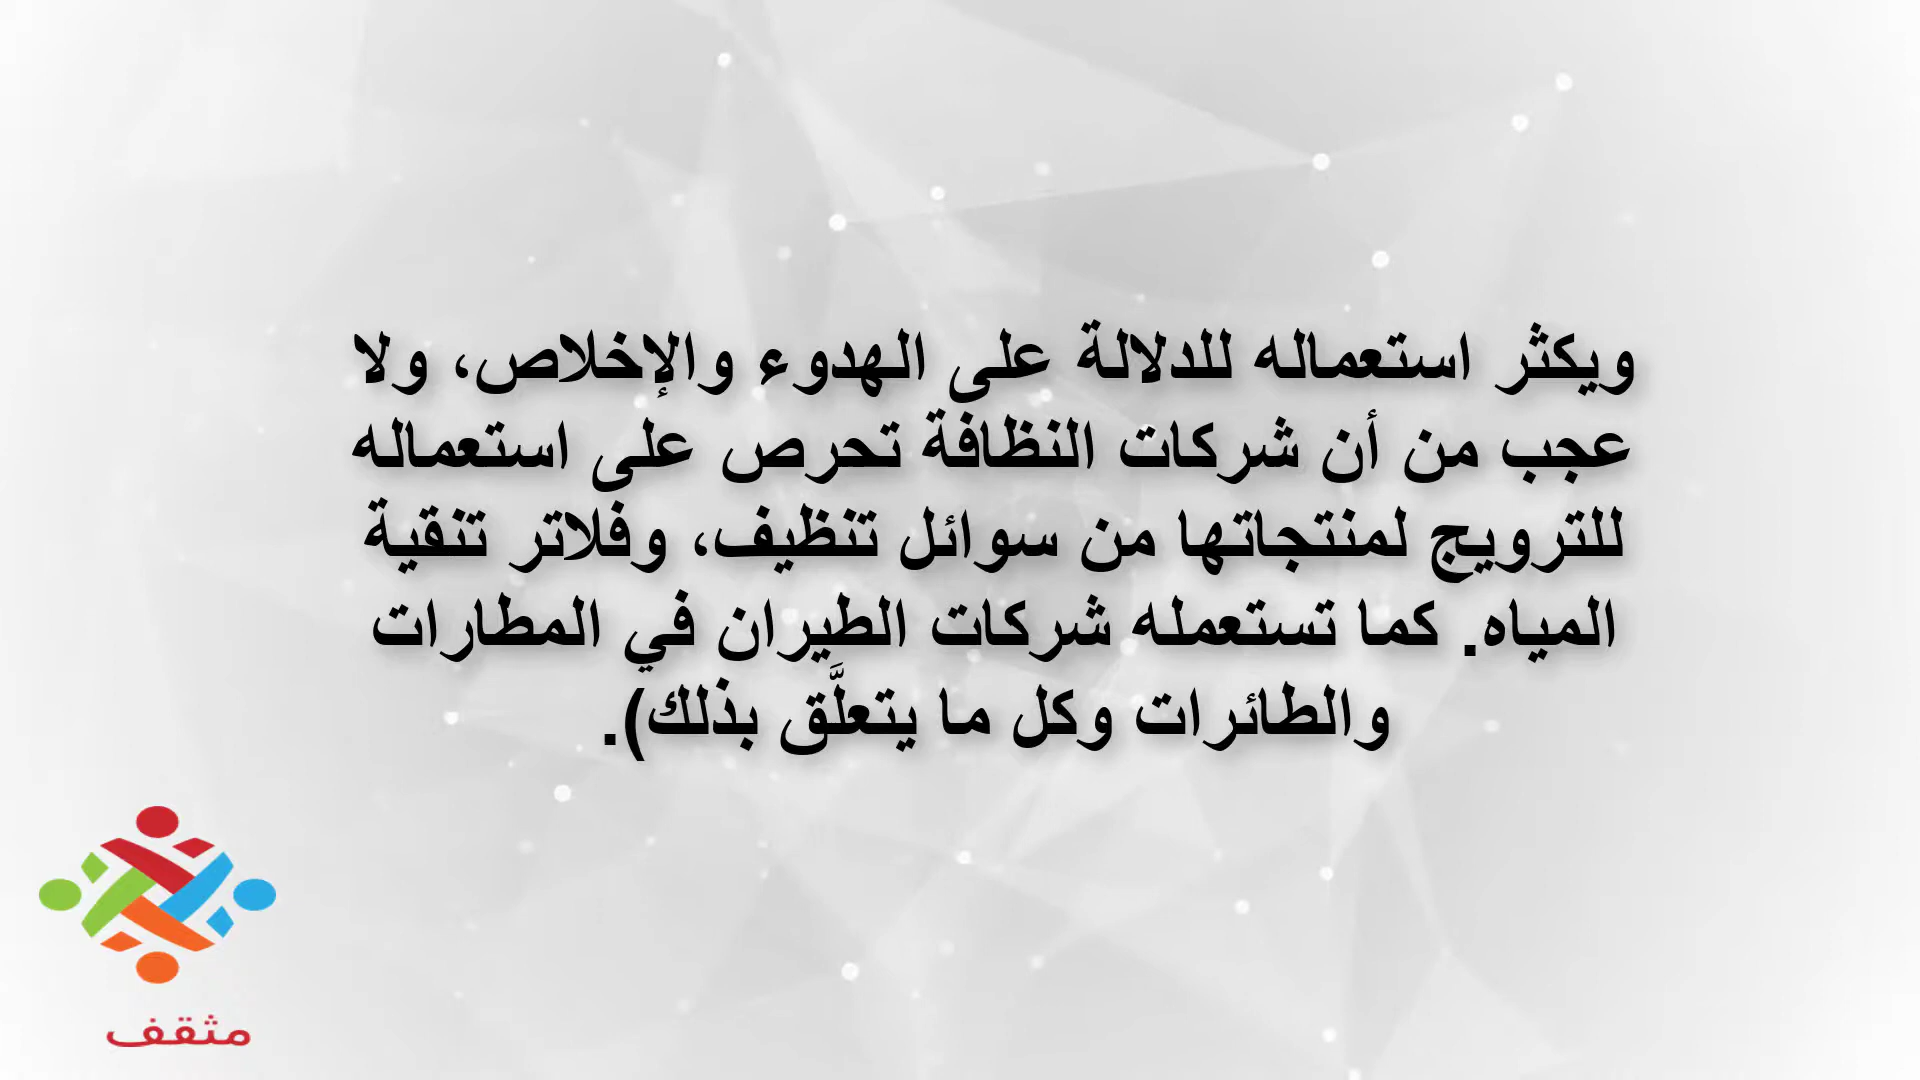 ويكثر استعماله للدلالة على الهدوء والإخلاص، ولا
عجب من أن شركات النظافة تحرص على استعماله
للترويج لمنتجاتها من سوائل تنظيف، وفلاتر تنقية
المياه. كما تستعمله شركات الطيران في المطارات
والطائرات وكل ما يتعلَّق بذلك).
مثقف